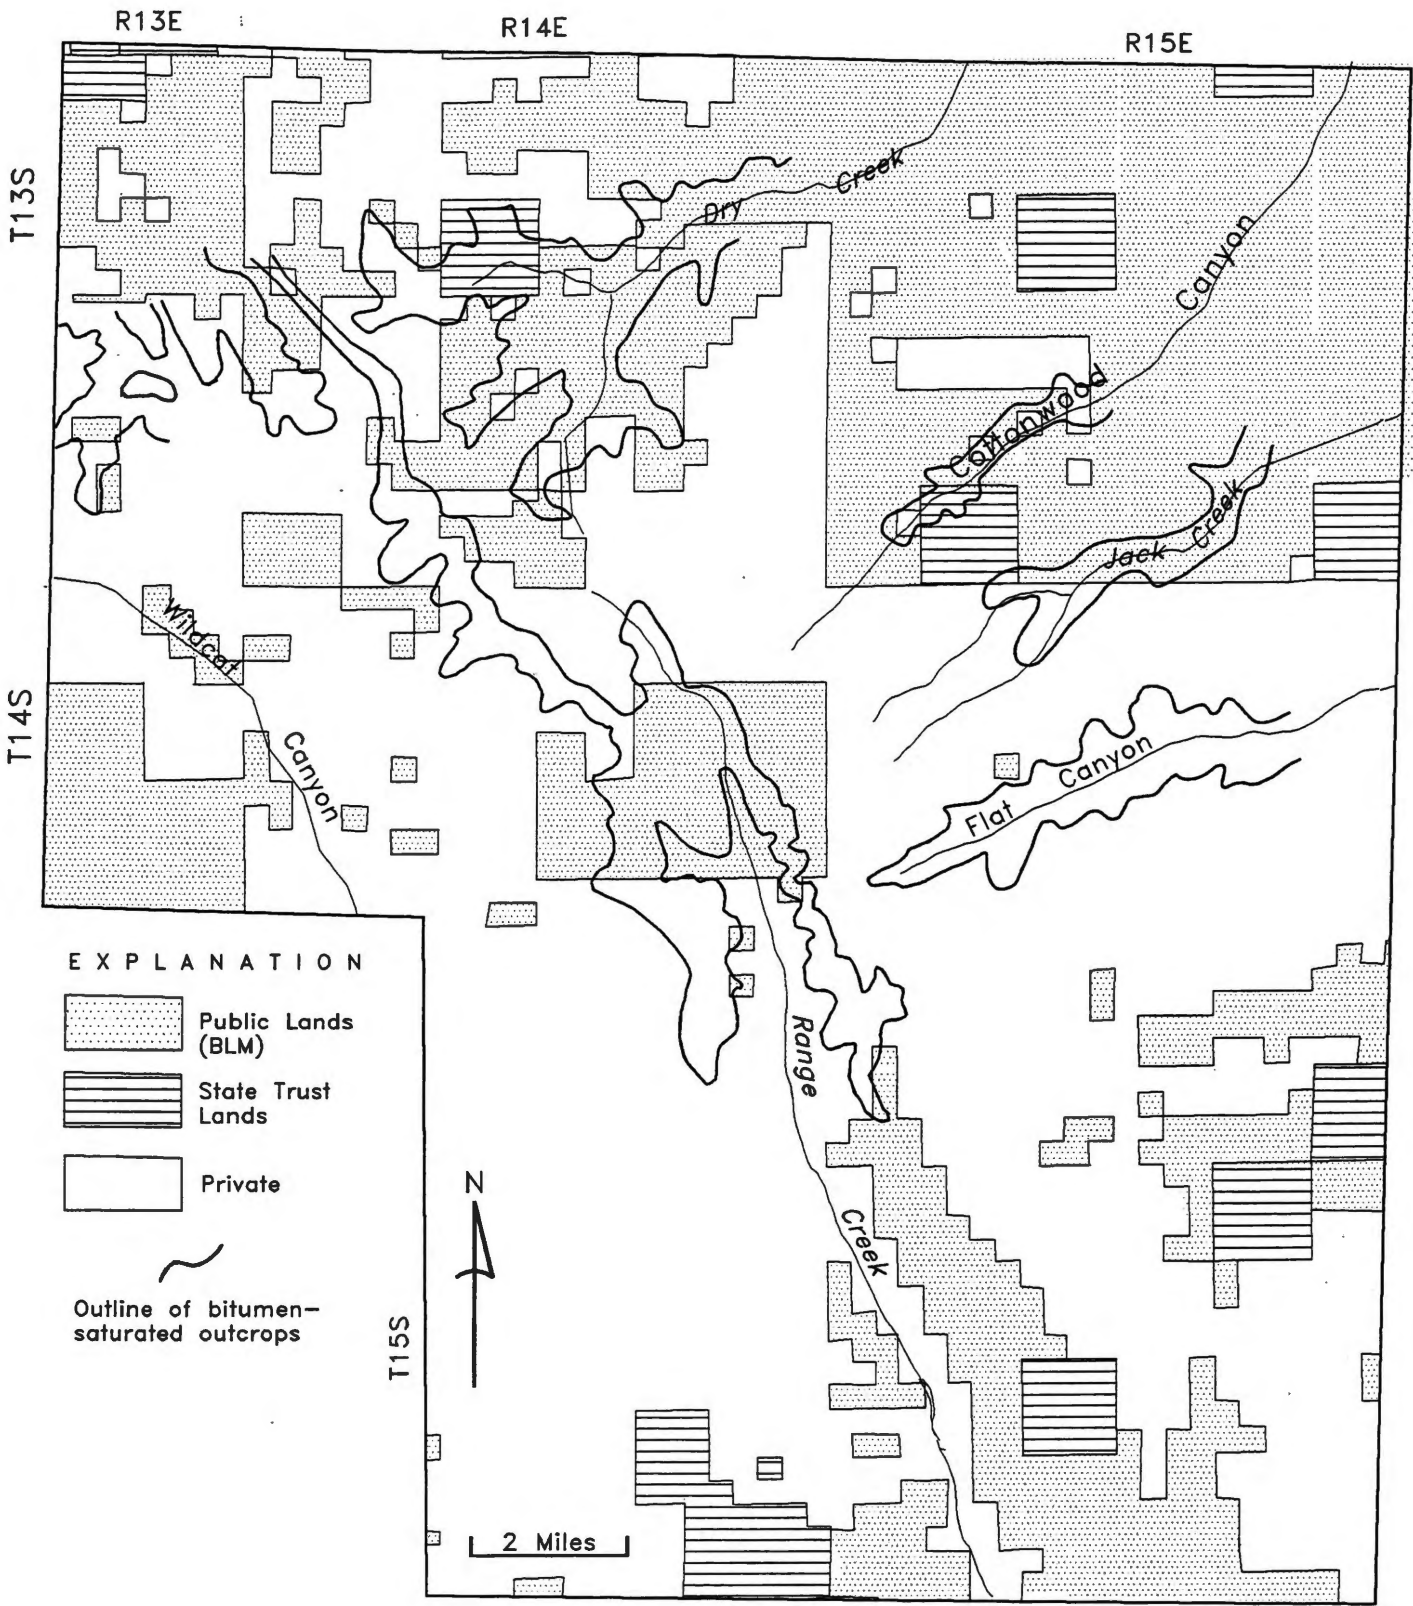 R13E
R14E
R15E
T13S
Dry Creek
Canyon
Cottonwood
Jack Creek
Wildcat
Canyon
T14S
Flat Canyon
EXPLANATION
Public Lands
(BLM)
State Trust
Lands
Private
Outline of bitumen-
saturated outcrops
N
Range
Creek
T15S
2 Miles